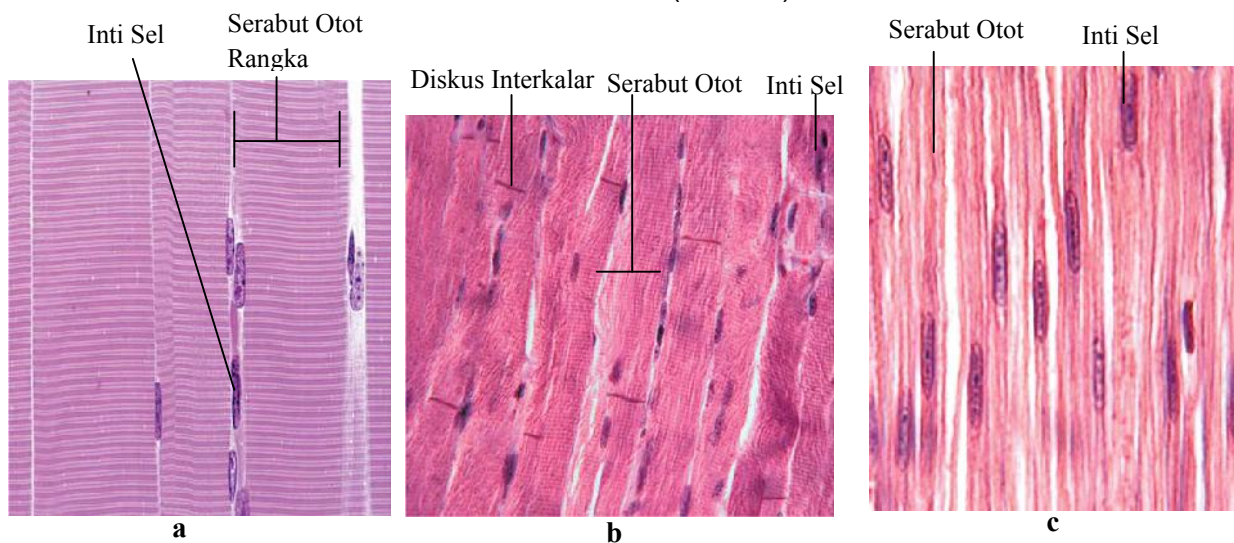 Inti Sel
Serabut Otot
Rangka
Diskus Interkalar
Serabut Otot
Inti Sel
Serabut Otot
Inti Sel
a
b
c